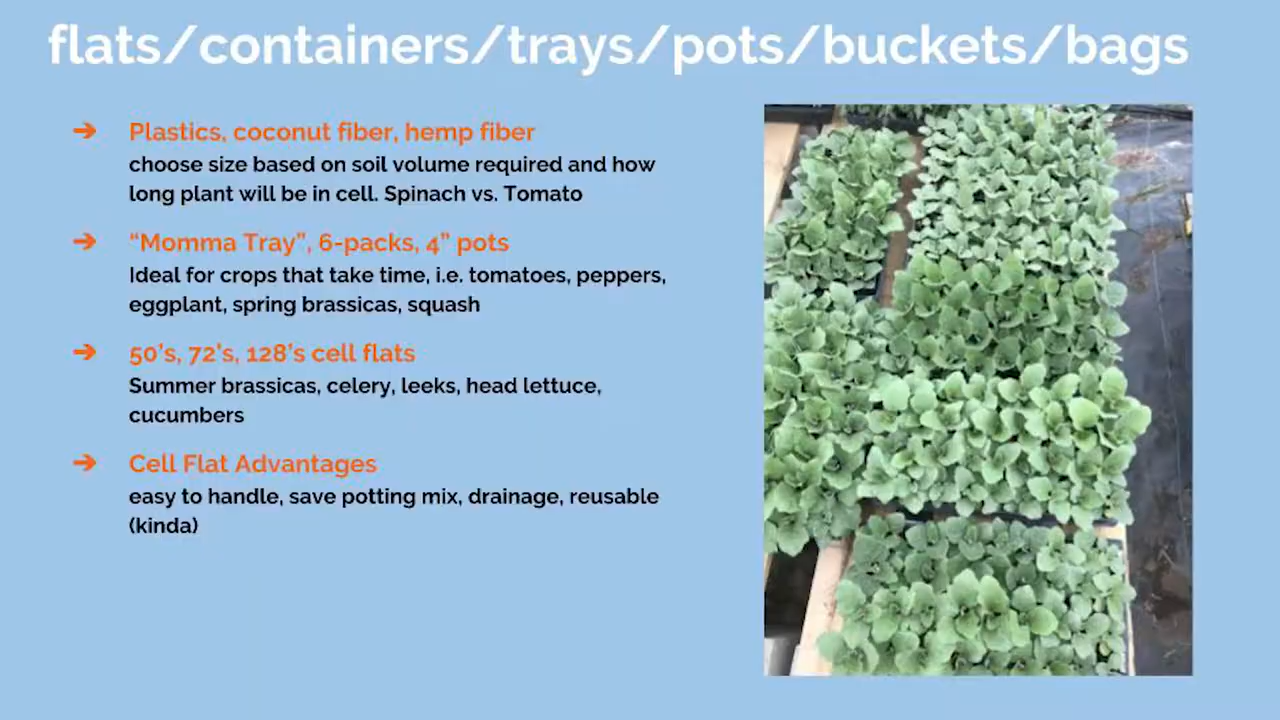 flats/containers/trays/pots/buckets/bags
➔ Plastics, coconut fiber, hemp fiber
choose size based on soil volume required and how
long plant will be in cell. Spinach vs. Tomato
➔ “Momma Tray”, 6-packs, 4” pots
Ideal for crops that take time, i.e. tomatoes, peppers,
eggplant, spring brassicas, squash
➔ 50’s, 72’s, 128’s cell flats
Summer brassicas, celery, leeks, head lettuce,
cucumbers
➔ Cell Flat Advantages
easy to handle, save potting mix, drainage, reusable
(kinda)